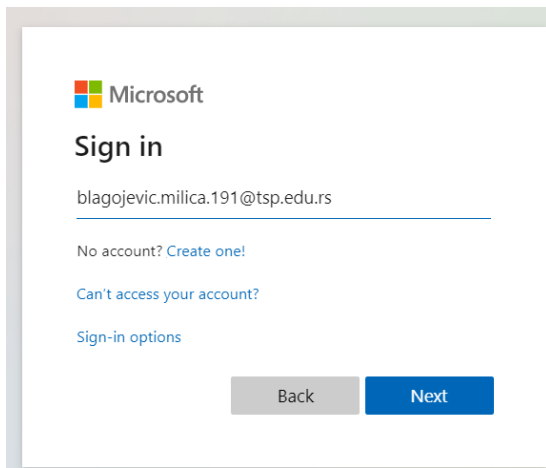 Microsoft
Sign in
blagojevic.milica.191@tsp.edu.rs
No account? Create one!
Can't access your account?
Sign-in options
Back Next